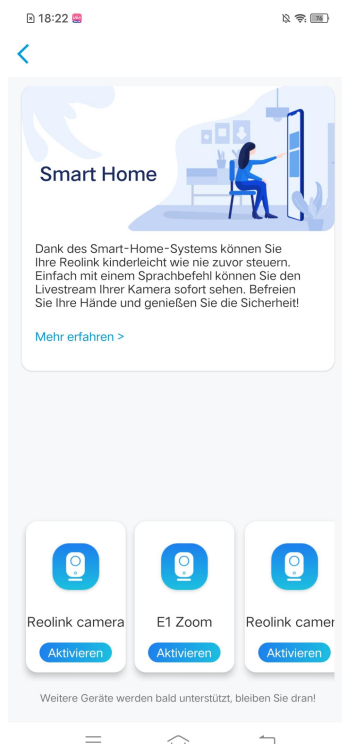 18:22
76
Smart Home
Dank des Smart-Home-Systems können Sie
Ihre Reolink kinderleicht wie nie zuvor steuern.
Einfach mit einem Sprachbefehl können Sie den
Livestream Ihrer Kamera sofort sehen. Befreien
Sie Ihre Hände und genießen Sie die Sicherheit!
Mehr erfahren >
Reolink camera
E1 Zoom
Reolink camer
Aktivieren
Aktivieren
Aktivieren
Weitere Geräte werden bald unterstützt, bleiben Sie dran!